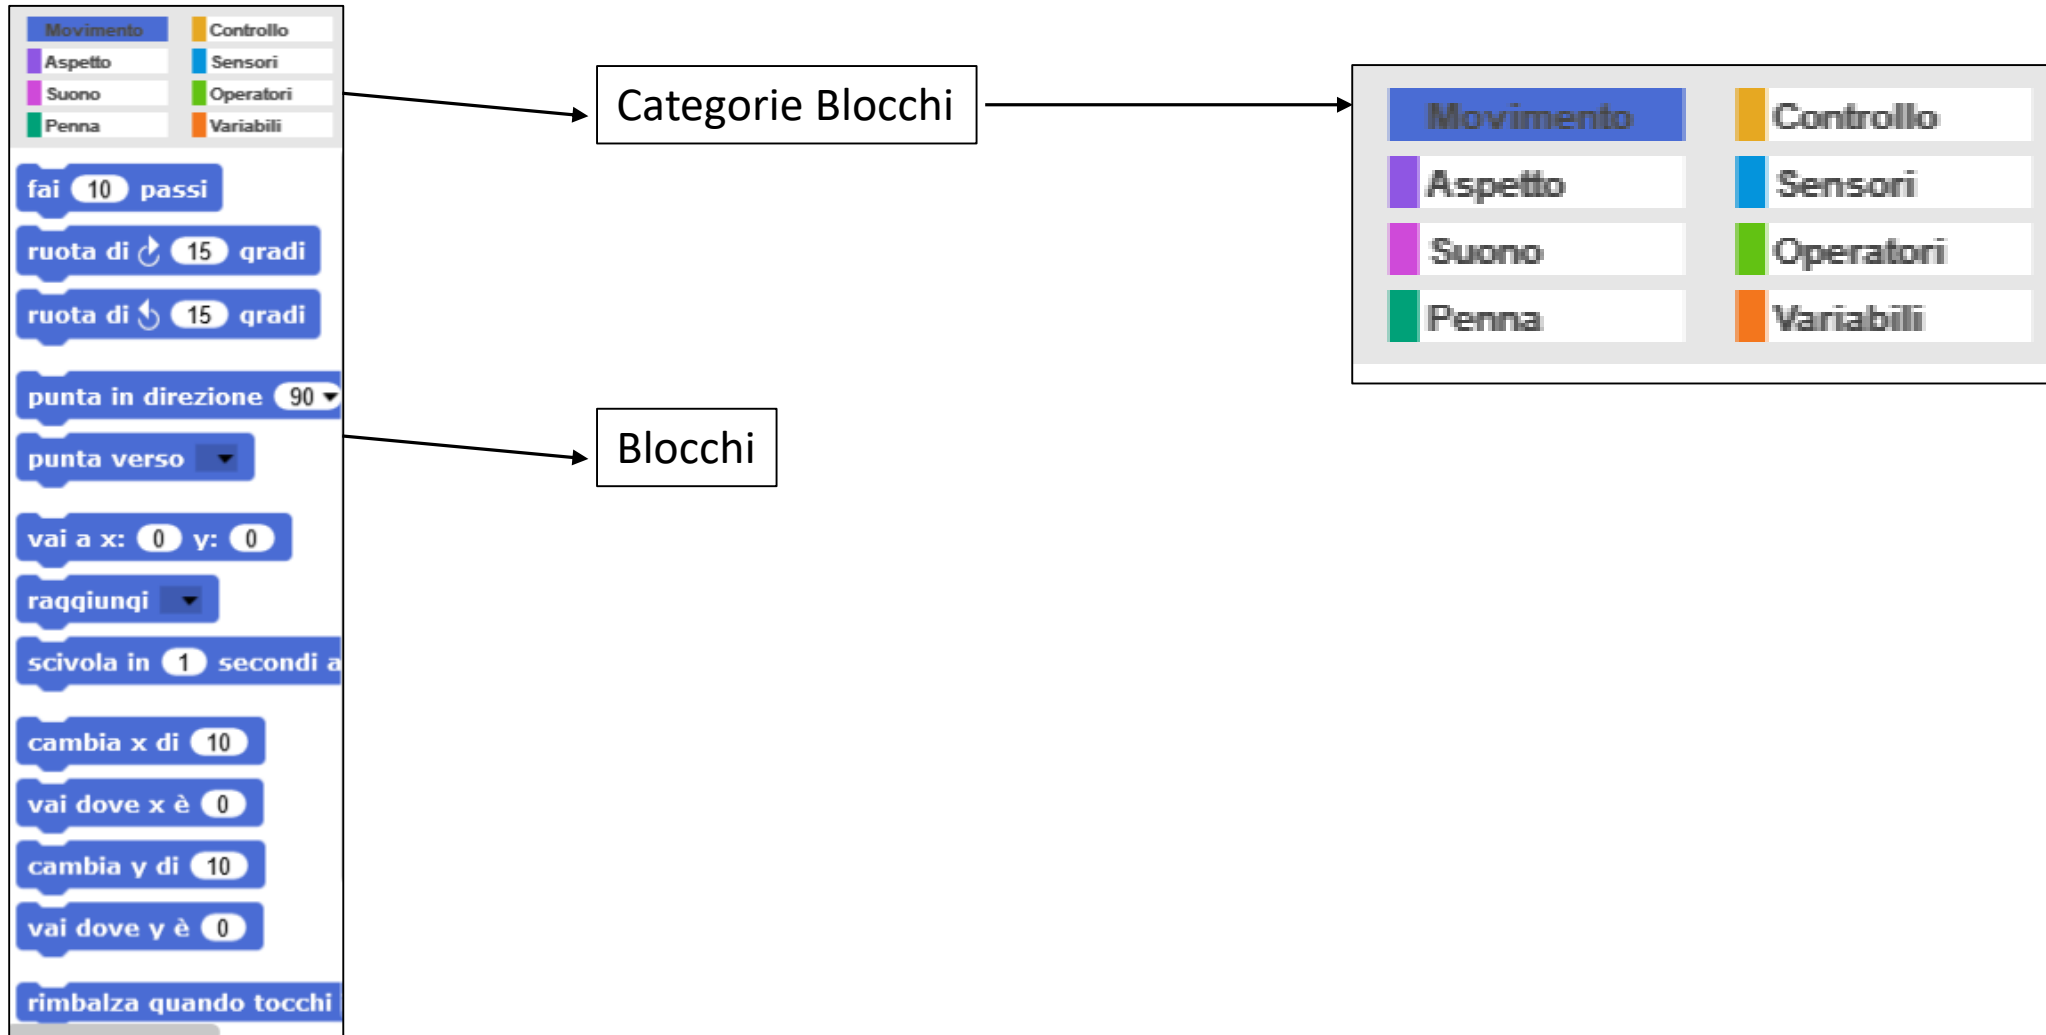 Movimento Controllo
Aspetto Sensori
Suono Operatori
Penna Variabili
fai 10 passi
ruota di 15 gradi
ruota di 15 gradi
punta in direzione 90
punta verso
vai a x: 0 y: 0
raggiungi
scivola in 1 secondi a
cambia x di 10
vai dove x è 0
cambia y di 10
vai dove y è 0
rimbalza quando tocchi
Categorie Blocchi
Blocchi
Movimento Controllo
Aspetto Sensori
Suono Operatori
Penna Variabili